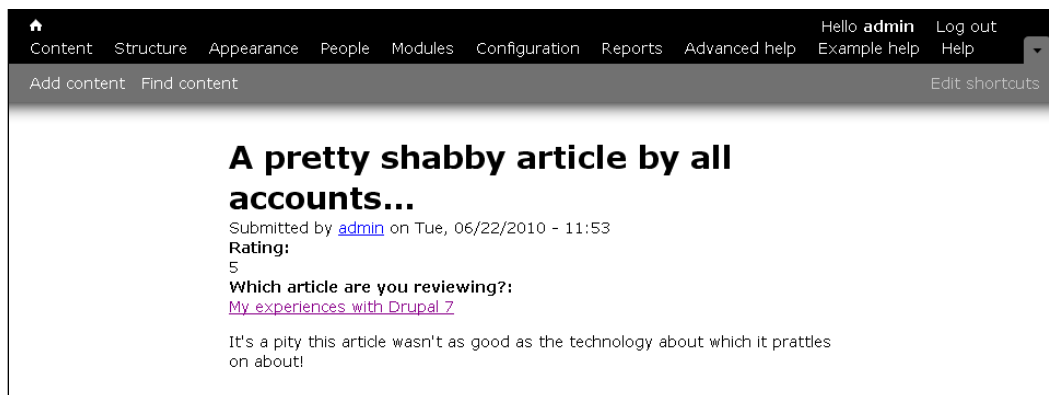 Hello admin Log out
Content Structure Appearance People Modules Configuration Reports Advanced help Example help Help
Add content Find content Edit shortcuts
A pretty shabby article by all
accounts...
Submitted by admin on Tue, 06/22/2010 - 11:53
Rating:
5
Which article are you reviewing?:
My experiences with Drupal 7
It's a pity this article wasn't as good as the technology about which it prattles
on about!